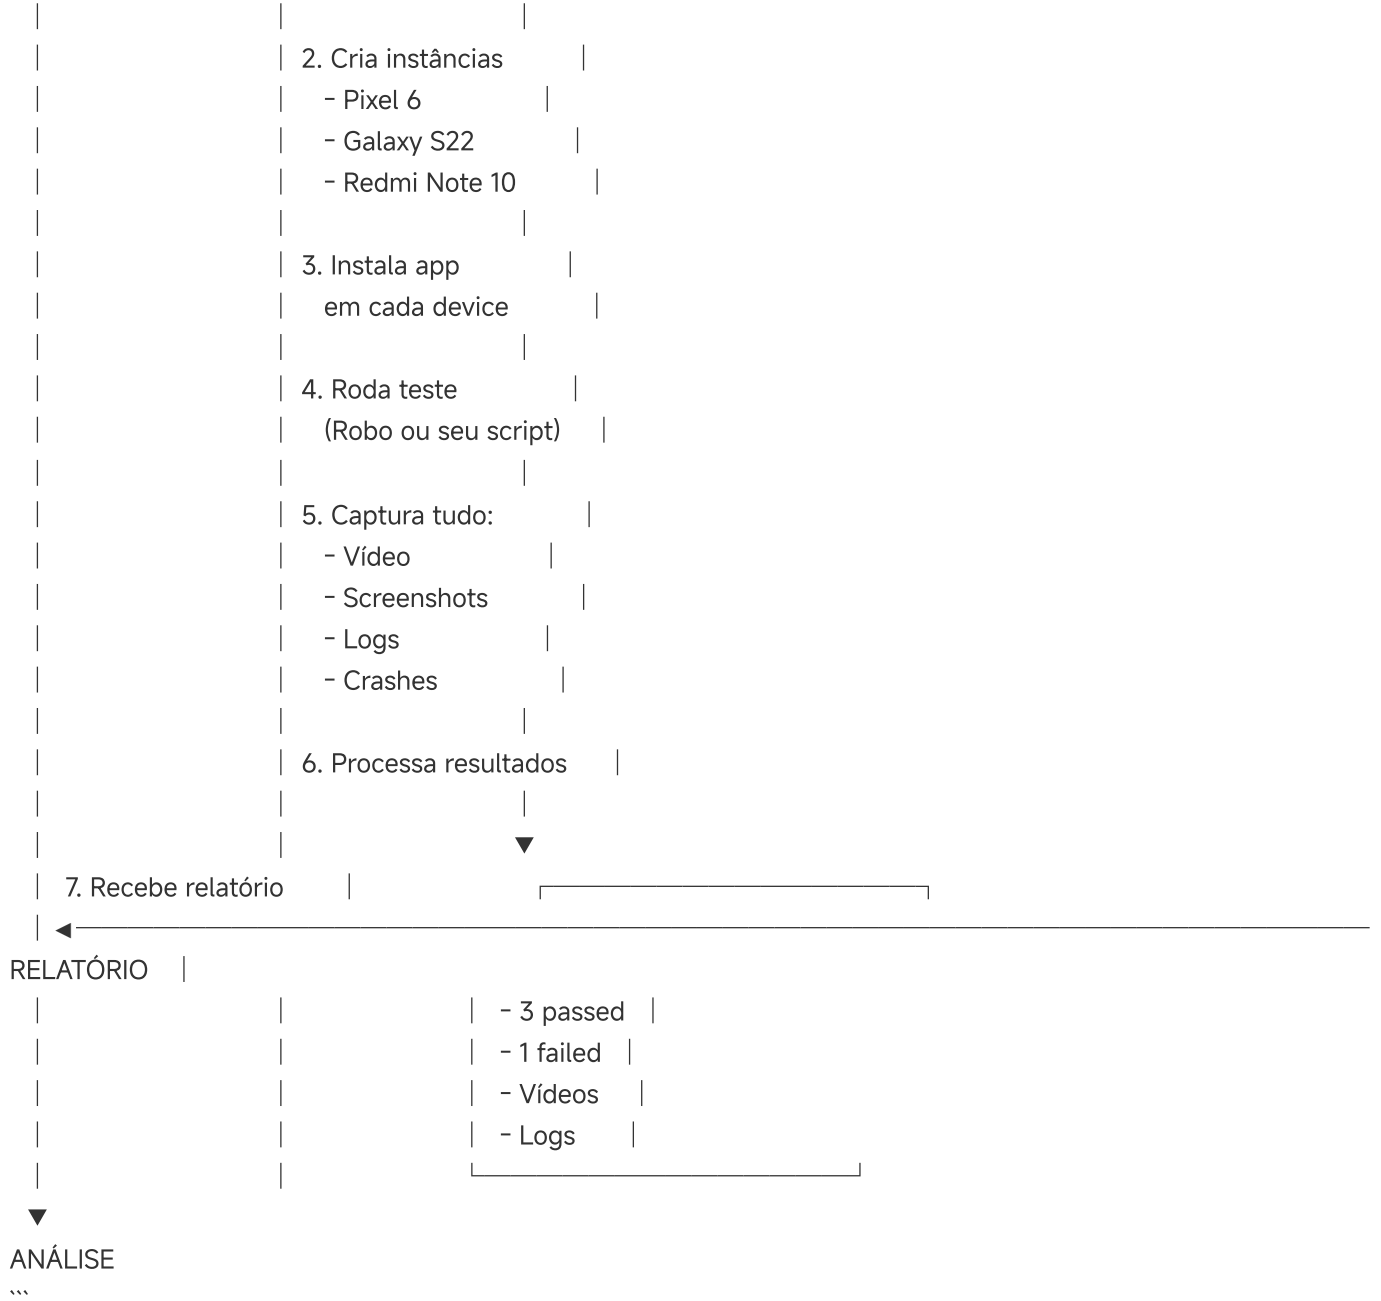 |                    |                    |
|                    | 2. Cria instâncias      |
|                    |   - Pixel 6          |
|                    |   - Galaxy S22        |
|                    |   - Redmi Note 10      |
|                    |                    |
|                    | 3. Instala app        |
|                    |   em cada device      |
|                    |                    |
|                    | 4. Roda teste        |
|                    |   (Robo ou seu script)   |
|                    |                    |
|                    | 5. Captura tudo:       |
|                    |   - Vídeo          |
|                    |   - Screenshots       |
|                    |   - Logs          |
|                    |   - Crashes         |
|                    |                    |
|                    | 6. Processa resultados   |
|                    |                    |
|                    |                    ▼
| 7. Recebe relatório     |               ┌───────────────┐
| ◄──────────────────────────────────────────────────
RELATÓRIO  |
|                    |               | - 3 passed  |
|                    |               | - 1 failed  |
|                    |               | - Vídeos   |
|                    |               | - Logs    |
|                    |               └───────────────┘
▼
ANÁLISE
```